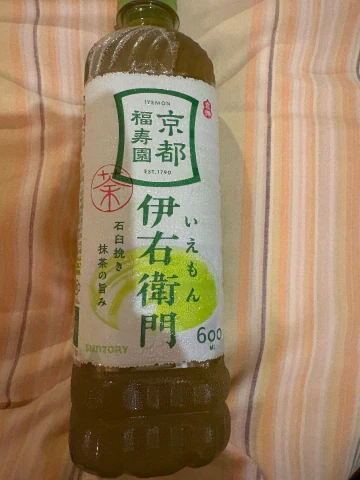 IYEMON
京都
福寿園
EST.1790
茶
伊右衛門
いえもん
石臼挽き
抹茶の旨み
600
ML
SUNTORY